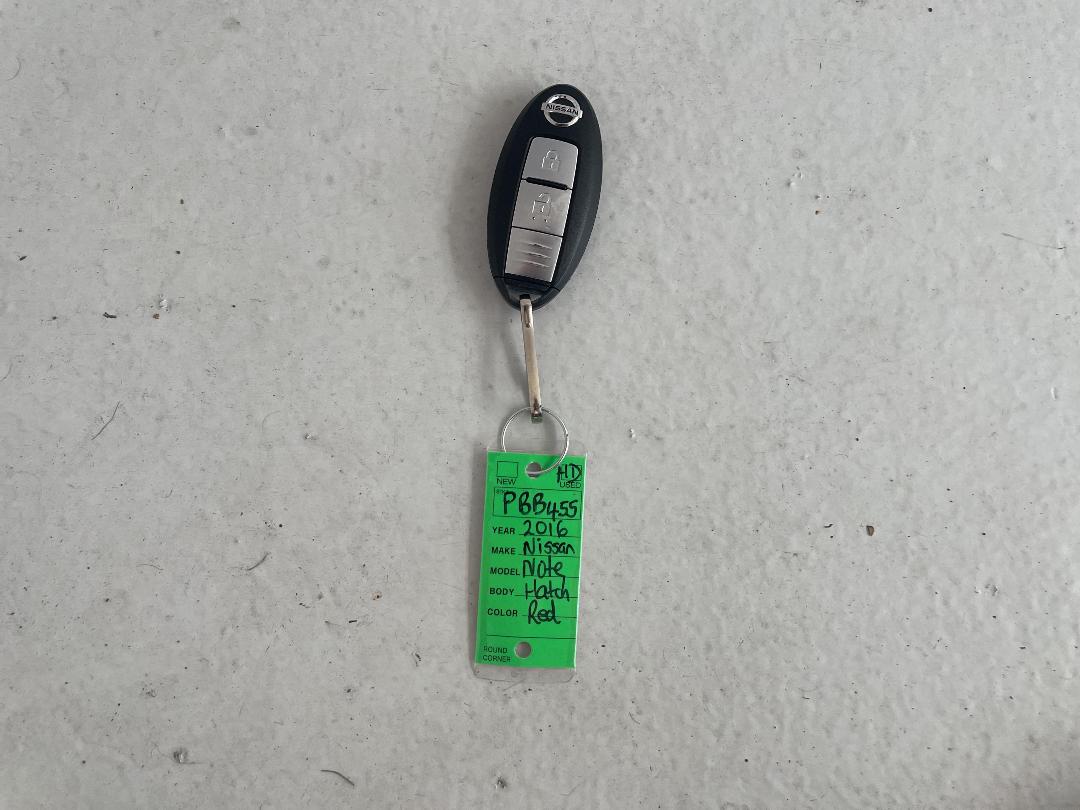 NISSAN
HD
NEW USED
PBB455
YEAR 2016
MAKE Nissan
MODEL Note
BODY Hatch
COLOR Red
ROUND
CORNER